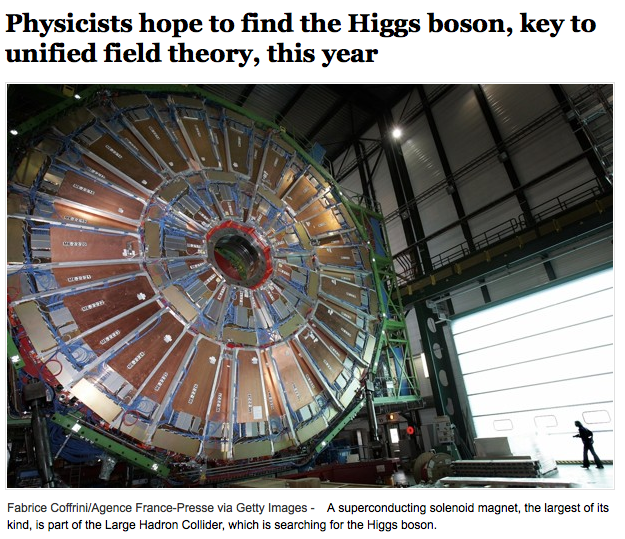 Physicists hope to find the Higgs boson, key to
unified field theory, this year
Fabrice Coffrini/Agence France-Presse via Getty Images - A superconducting solenoid magnet, the largest of its
kind, is part of the Large Hadron Collider, which is searching for the Higgs boson.